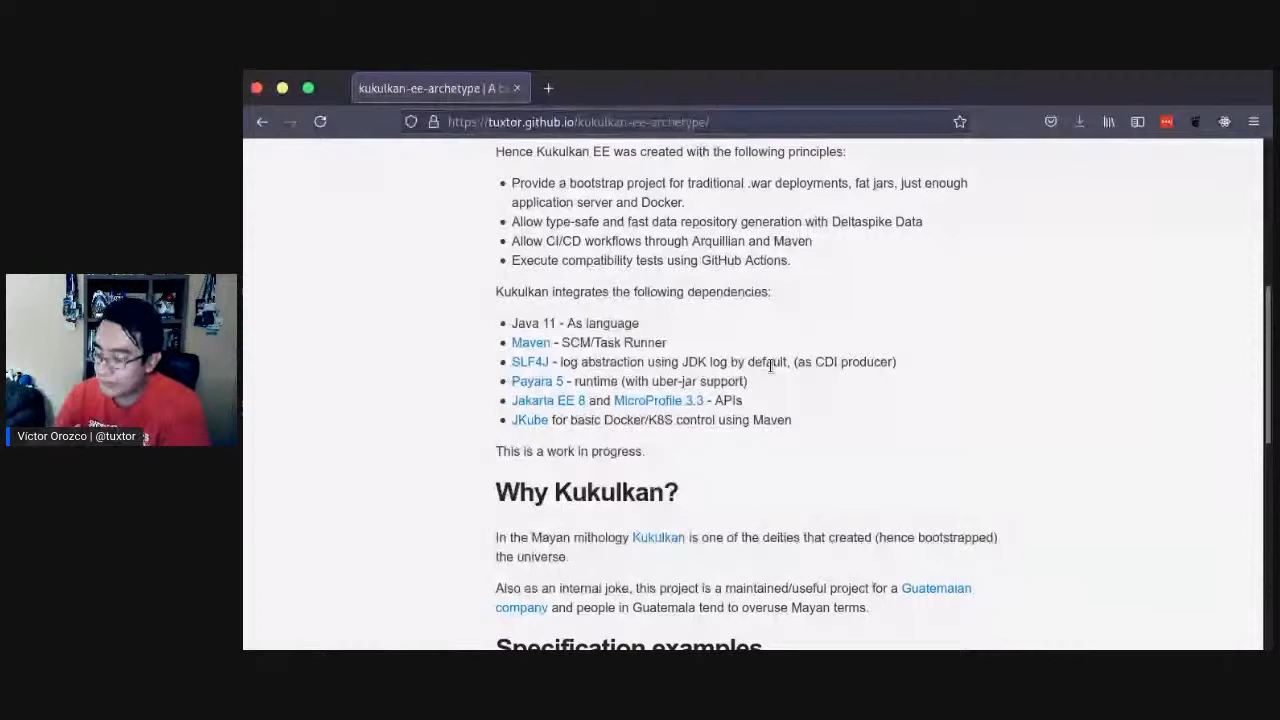 kukulkan-ee-archetype | A b
https://tuxtor.github.io/kukulkan-ee-archetype/
Hence Kukulkan EE was created with the following principles:
Provide a bootstrap project for traditional .war deployments, fat jars, just enough
application server and Docker.
Allow type-safe and fast data repository generation with Deltaspike Data
Allow CI/CD workflows through Arquillian and Maven
Execute compatibility tests using GitHub Actions.
Kukulkan integrates the following dependencies:
Java 11 - As language
Maven - SCM/Task Runner
SLF4J - log abstraction using JDK log by default, (as CDI producer)
Payara 5 - runtime (with uber-jar support)
Jakarta EE 8 and MicroProfile 3.3 - APIs
JKube for basic Docker/K8S control using Maven
This is a work in progress.
Why Kukulkan?
In the Mayan mithology Kukulkan is one of the deities that created (hence bootstrapped)
the universe.
Also as an internal joke, this project is a maintained/useful project for a Guatemaian
company and people in Guatemala tend to overuse Mayan terms.
Specification examples
Víctor Orozco | @tuxtor